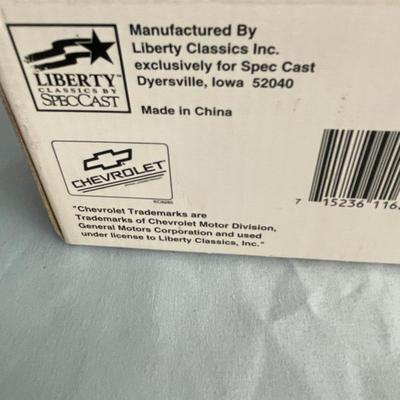 Manufactured By
Liberty Classics Inc.
exclusively for Spec Cast
Dyersville, Iowa 52040
Made in China
LIBERTY
CLASSICS BY
SPECCAST
CHEVROLET
"Chevrolet Trademarks are
Trademarks of Chevrolet Motor Division,
General Motors Corporation and used
under license to Liberty Classics, Inc."
7 15236 116